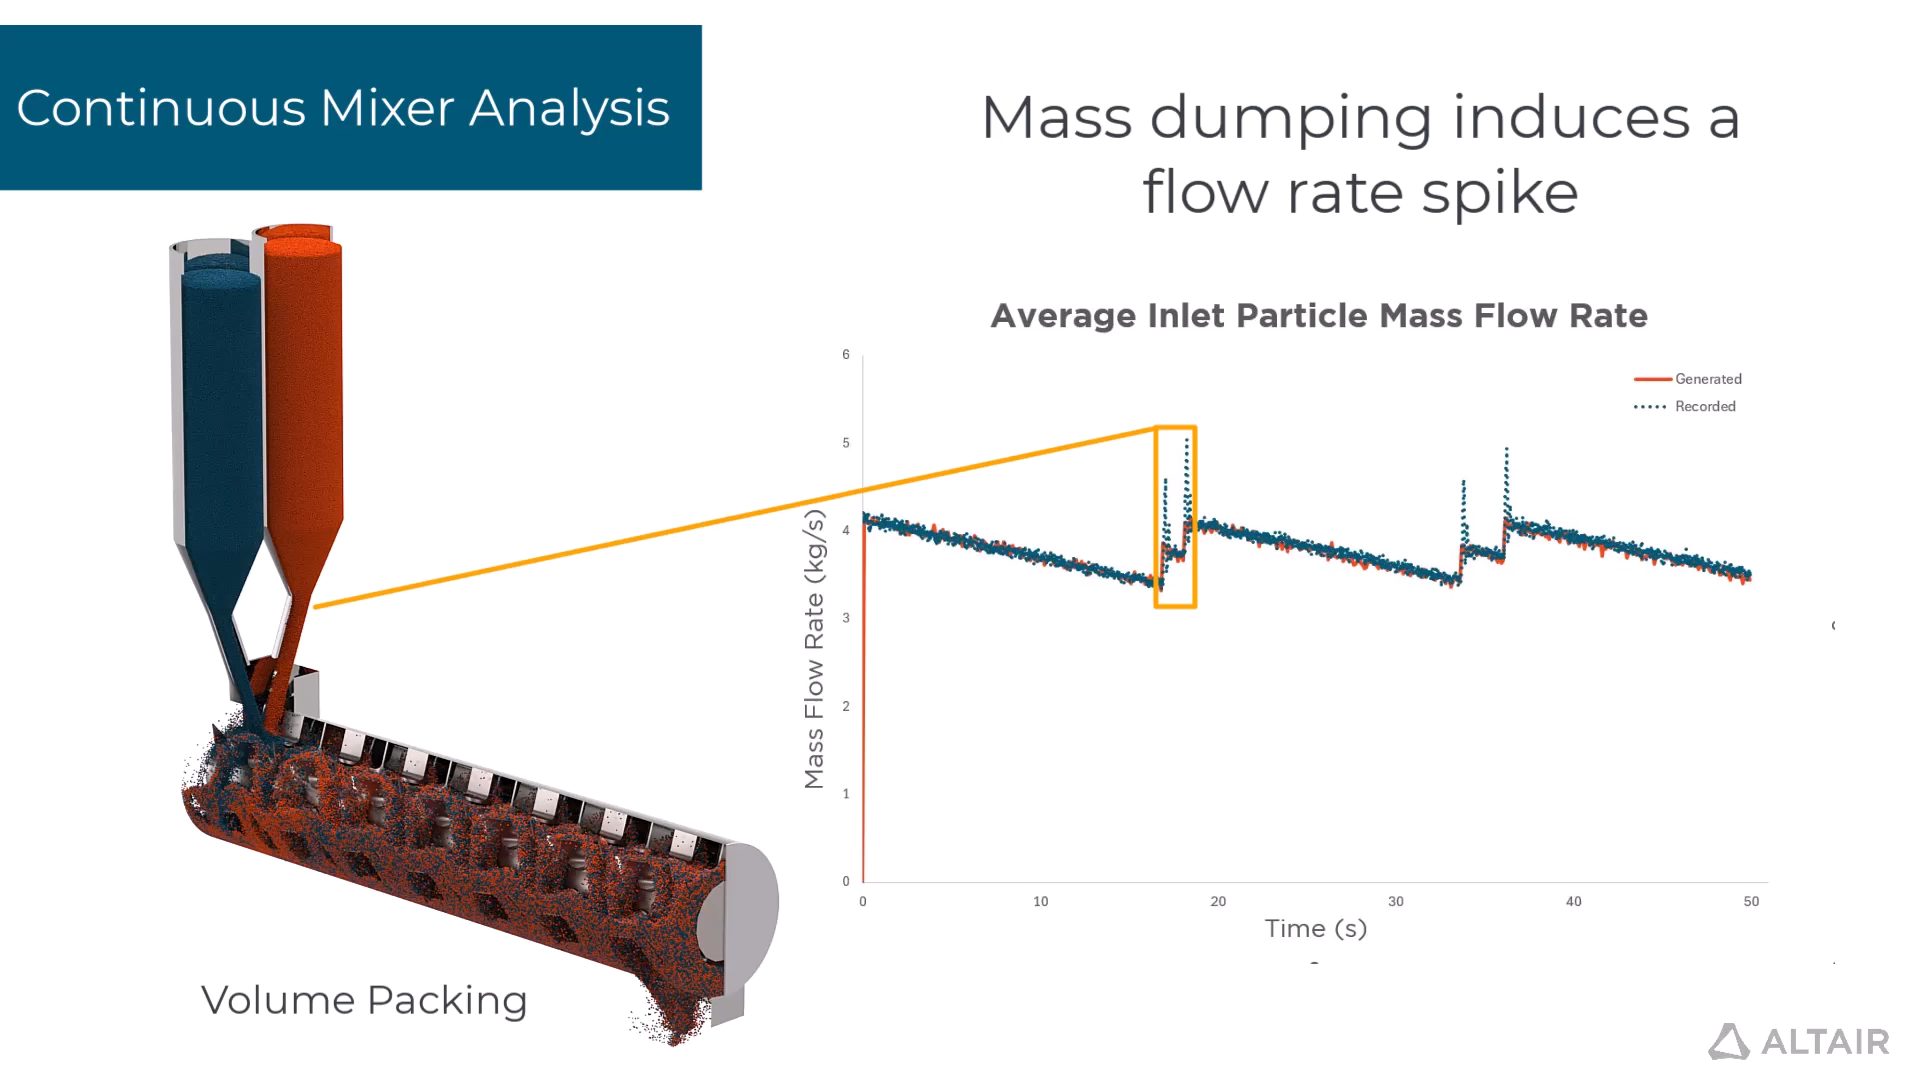 Continuous Mixer Analysis
Mass dumping induces a
flow rate spike
Average Inlet Particle Mass Flow Rate
Generated
Recorded
6
5
4
3
2
1
0
Mass Flow Rate (kg/s)
0 10 20 30 40 50
Time (s)
Volume Packing
ALTAIR